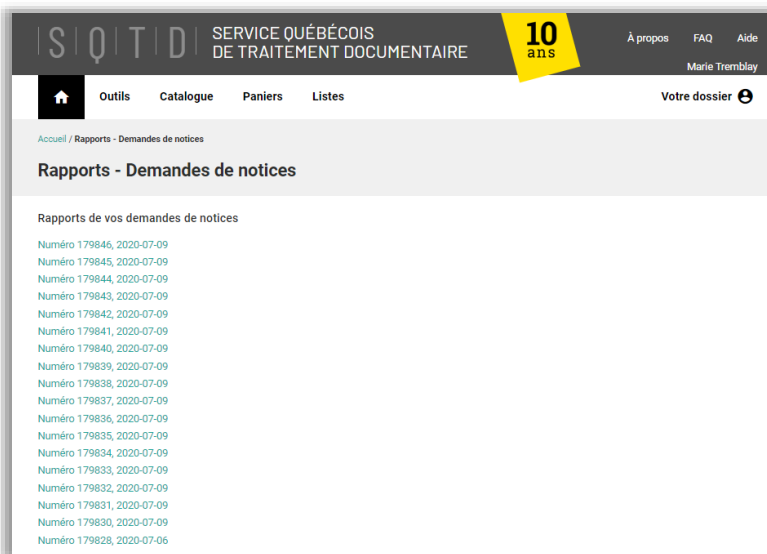 |S|Q|T|D| SERVICE QUÉBÉCOIS
DE TRAITEMENT DOCUMENTAIRE
10
ans
À propos FAQ Aide
Marie Tremblay
Outils Catalogue Paniers Listes Votre dossier
Accueil / Rapports - Demandes de notices
Rapports - Demandes de notices
Rapports de vos demandes de notices
Numéro 179846, 2020-07-09
Numéro 179845, 2020-07-09
Numéro 179844, 2020-07-09
Numéro 179843, 2020-07-09
Numéro 179842, 2020-07-09
Numéro 179841, 2020-07-09
Numéro 179840, 2020-07-09
Numéro 179839, 2020-07-09
Numéro 179838, 2020-07-09
Numéro 179837, 2020-07-09
Numéro 179836, 2020-07-09
Numéro 179835, 2020-07-09
Numéro 179834, 2020-07-09
Numéro 179833, 2020-07-09
Numéro 179832, 2020-07-09
Numéro 179831, 2020-07-09
Numéro 179830, 2020-07-09
Numéro 179828, 2020-07-06